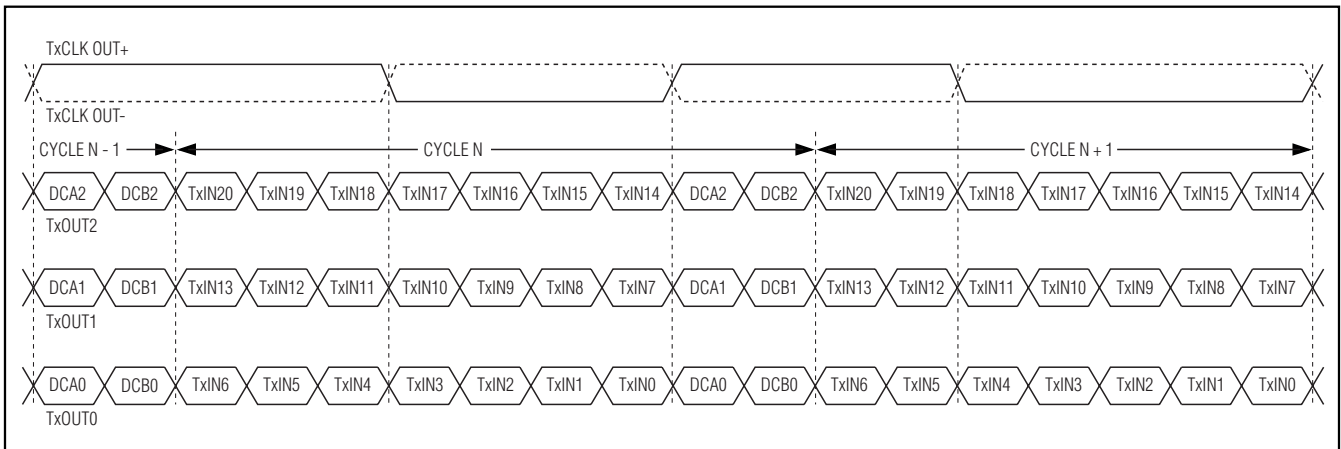 TxCLK OUT+
TxCLK OUT-
CYCLE N - 1 CYCLE N CYCLE N + 1
DCA2 DCB2 TxIN20 TxIN19 TxIN18 TxIN17 TxIN16 TxIN15 TxIN14 DCA2 DCB2 TxIN20 TxIN19 TxIN18 TxIN17 TxIN16 TxIN15 TxIN14
TxOUT2
DCA1 DCB1 TxIN13 TxIN12 TxIN11 TxIN10 TxIN9 TxIN8 TxIN7 DCA1 DCB1 TxIN13 TxIN12 TxIN11 TxIN10 TxIN9 TxIN8 TxIN7
TxOUT1
DCA0 DCB0 TxIN6 TxIN5 TxIN4 TxIN3 TxIN2 TxIN1 TxIN0 DCA0 DCB0 TxIN6 TxIN5 TxIN4 TxIN3 TxIN2 TxIN1 TxIN0
TxOUT0